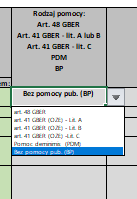 Rodzaj pomocy:
Art. 48 GBER
Art. 41 GBER - lit. A lub B
Art. 41 GBER - lit. C
PDM
BP
Bez pomocy pub. (BP)
art. 48 GBER
art. 41 GBER (OZE) - Lit. A
art. 41 GBER (OZE) - lit. B
art. 41 GBER (OZE) - lit. C
Pomoc deminimis (PDM)
Bez pomocy pub. (BP)